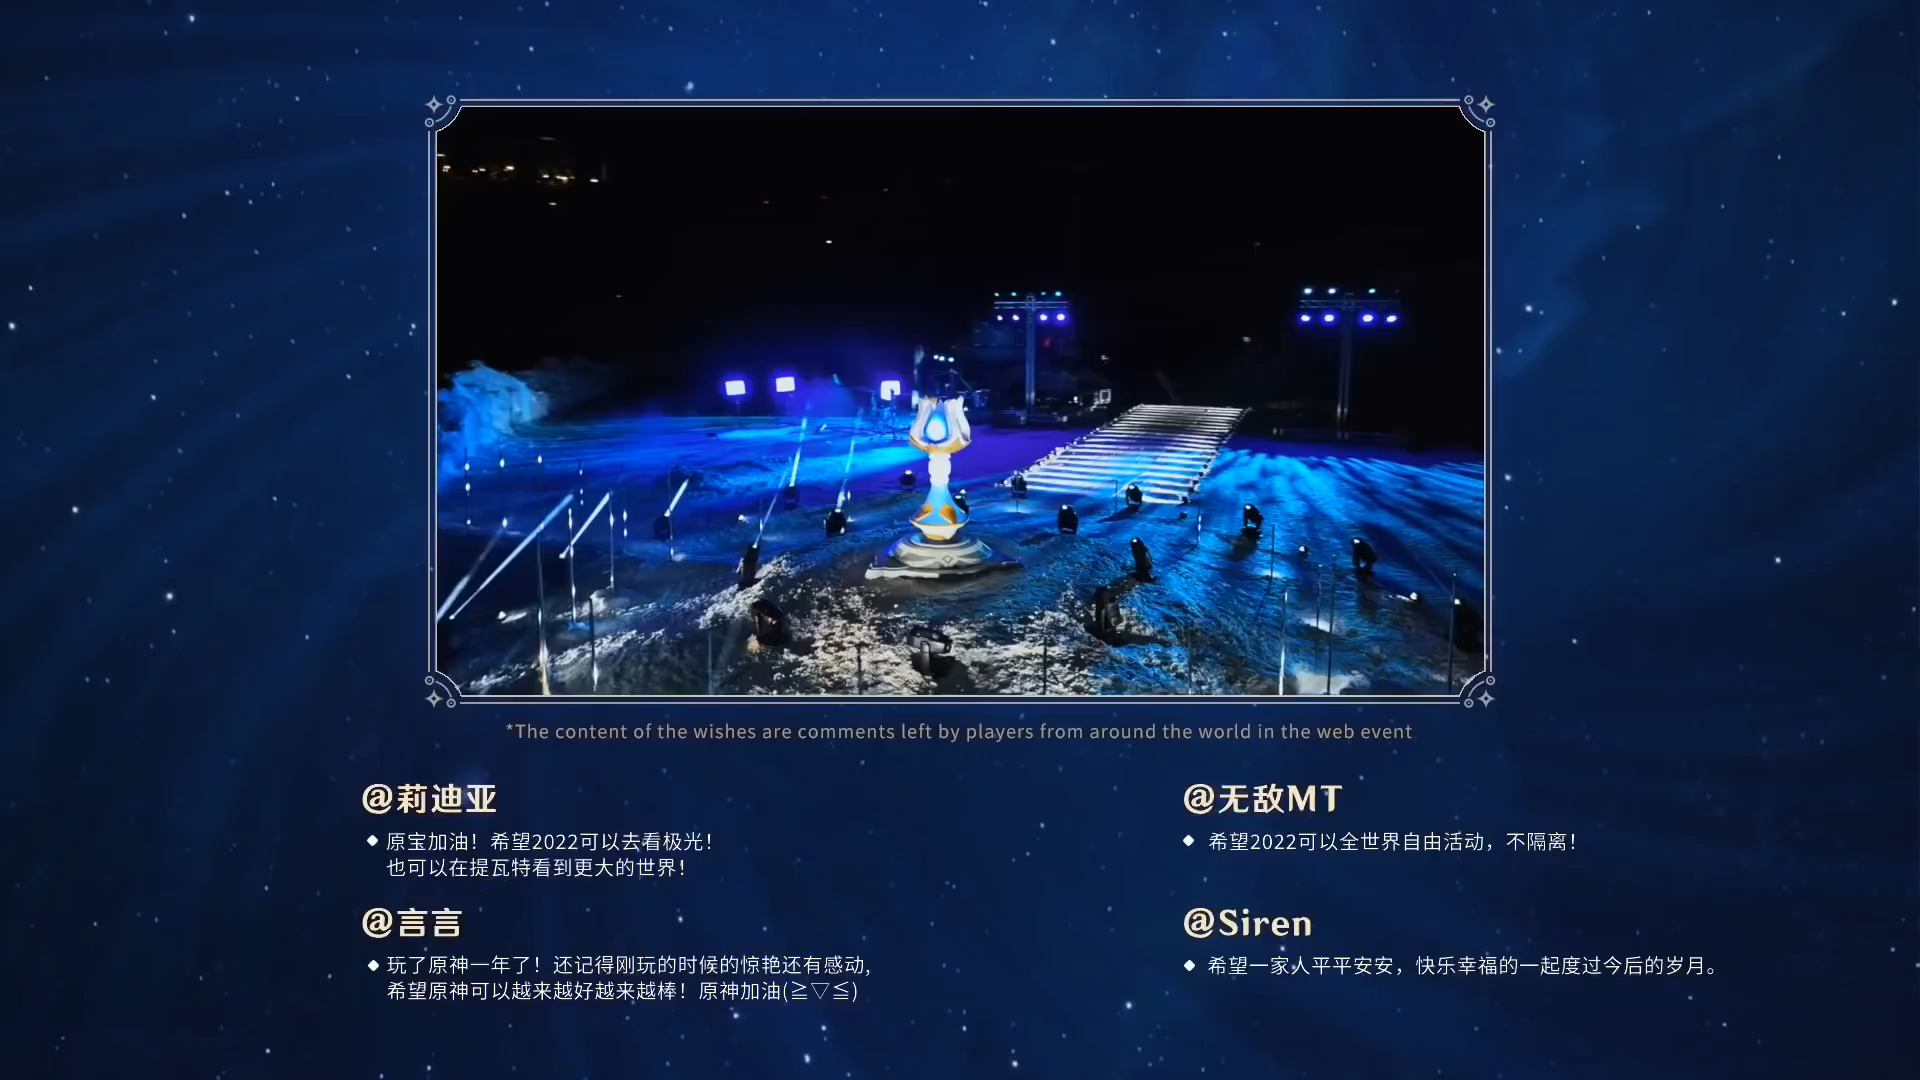 *The content of the wishes are comments left by players from around the world in the web event
@莉迪亚
原宝加油！希望2022可以去看极光！
也可以在提瓦特看到更大的世界！
@无敌MT
希望2022可以全世界自由活动，不隔离！
@言言
玩了原神一年了！还记得刚玩的时候的惊艳还有感动,
希望原神可以越来越好越来越棒！原神加油(≧▽≦)
@Siren
希望一家人平平安安，快乐幸福的一起度过今后的岁月。